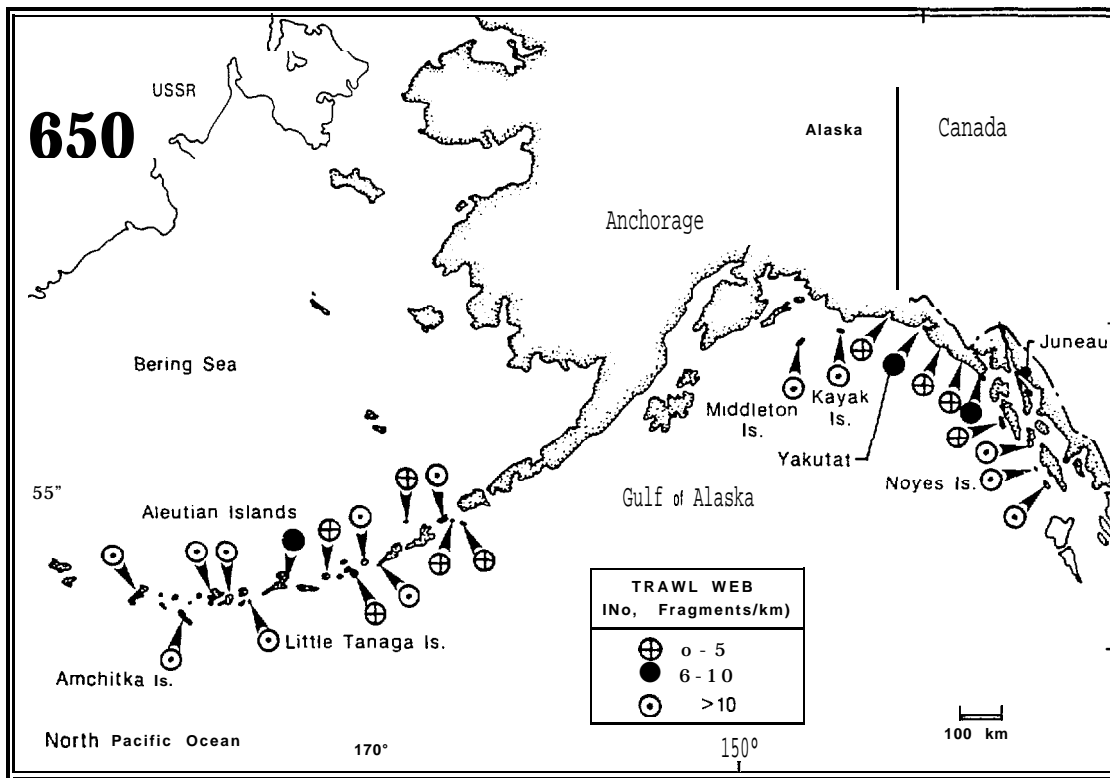 USSR
650
Alaska
Canada
Anchorage
Juneau
Bering Sea
Middleton
Is.
Kayak
Is.
Yakutat
Noyes Is.
55"
Gulf of Alaska
Aleutian Islands
TRAWL WEB
INo, Fragments/km)
o - 5
6 - 10
>10
Little Tanaga Is.
Amchitka Is.
North Pacific Ocean
170°
150°
100 km